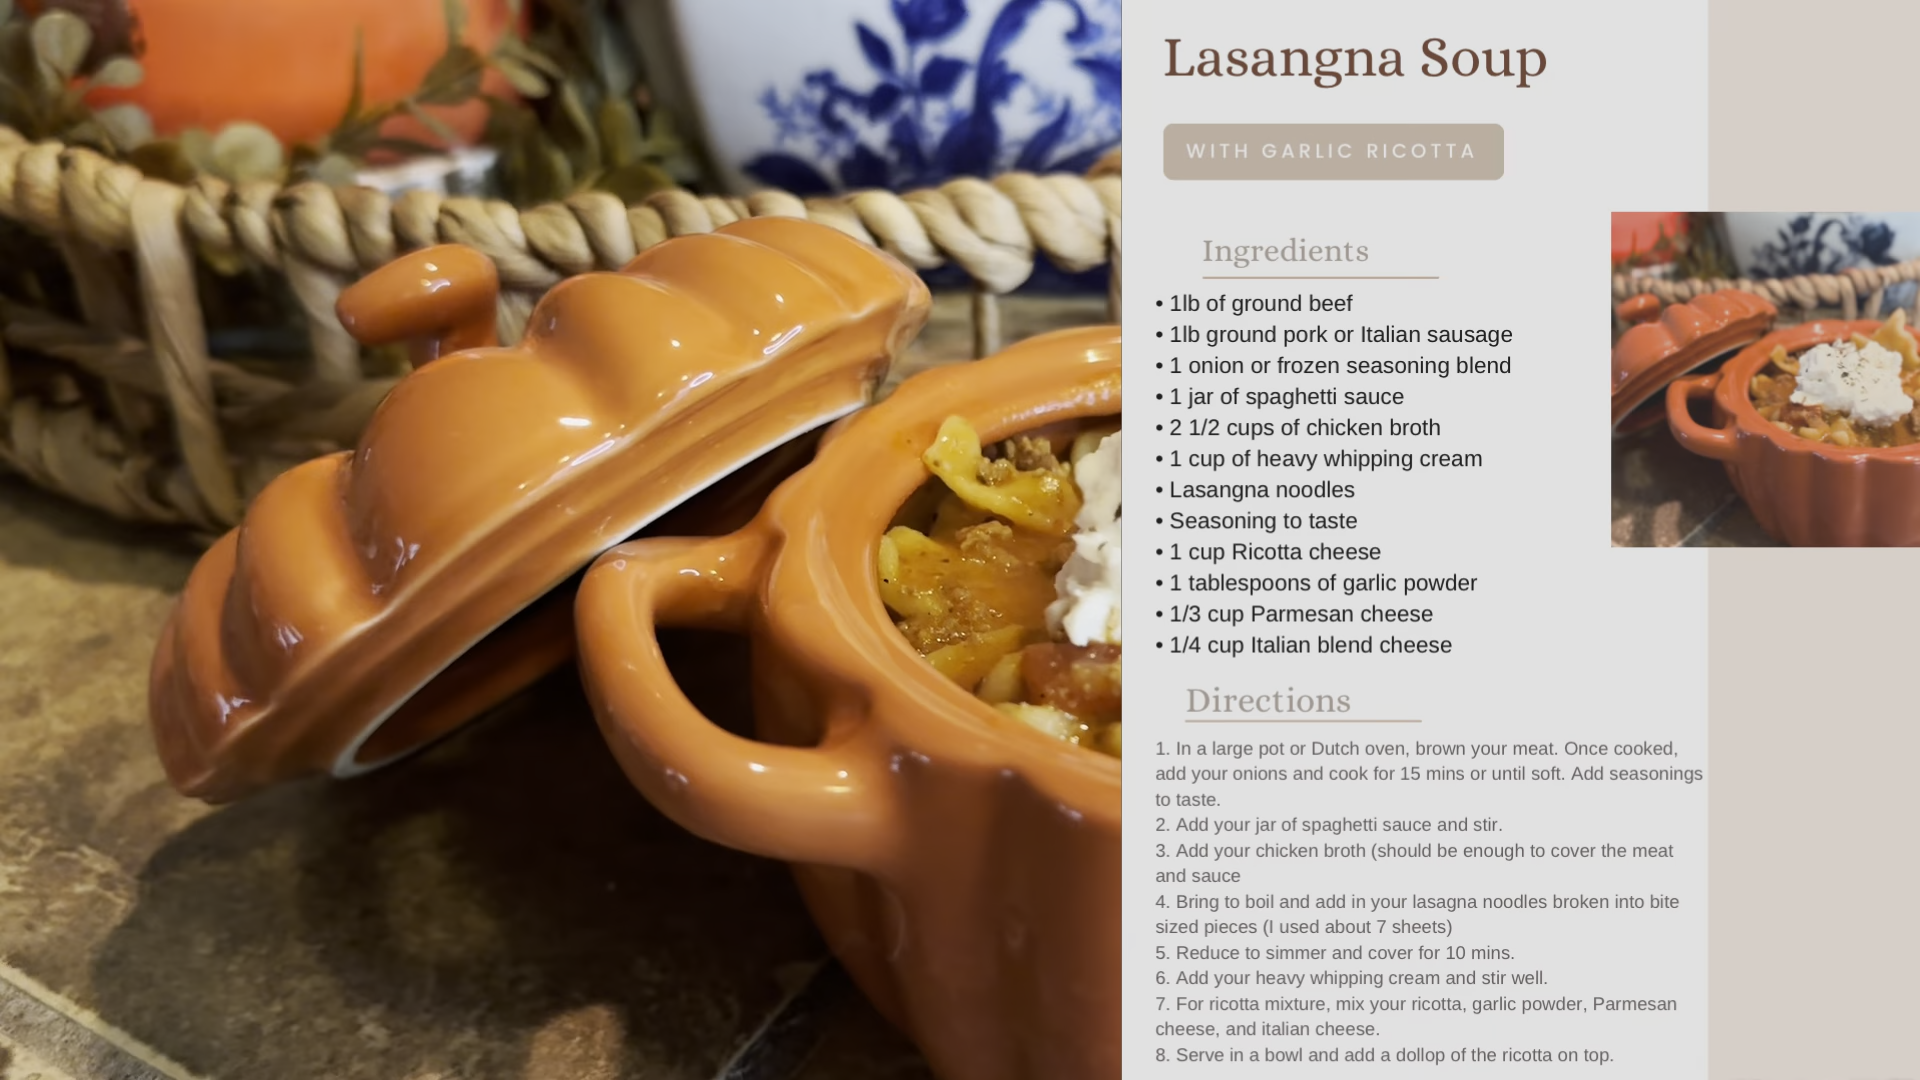 Lasangna Soup
WITH GARLIC RICOTTA
Ingredients
• 1lb of ground beef
• 1lb ground pork or Italian sausage
• 1 onion or frozen seasoning blend
• 1 jar of spaghetti sauce
• 2 1/2 cups of chicken broth
• 1 cup of heavy whipping cream
• Lasangna noodles
• Seasoning to taste
• 1 cup Ricotta cheese
• 1 tablespoons of garlic powder
• 1/3 cup Parmesan cheese
• 1/4 cup Italian blend cheese
Directions
1. In a large pot or Dutch oven, brown your meat. Once cooked,
add your onions and cook for 15 mins or until soft. Add seasonings
to taste.
2. Add your jar of spaghetti sauce and stir.
3. Add your chicken broth (should be enough to cover the meat
and sauce
4. Bring to boil and add in your lasagna noodles broken into bite
sized pieces (I used about 7 sheets)
5. Reduce to simmer and cover for 10 mins.
6. Add your heavy whipping cream and stir well.
7. For ricotta mixture, mix your ricotta, garlic powder, Parmesan
cheese, and italian cheese.
8. Serve in a bowl and add a dollop of the ricotta on top.